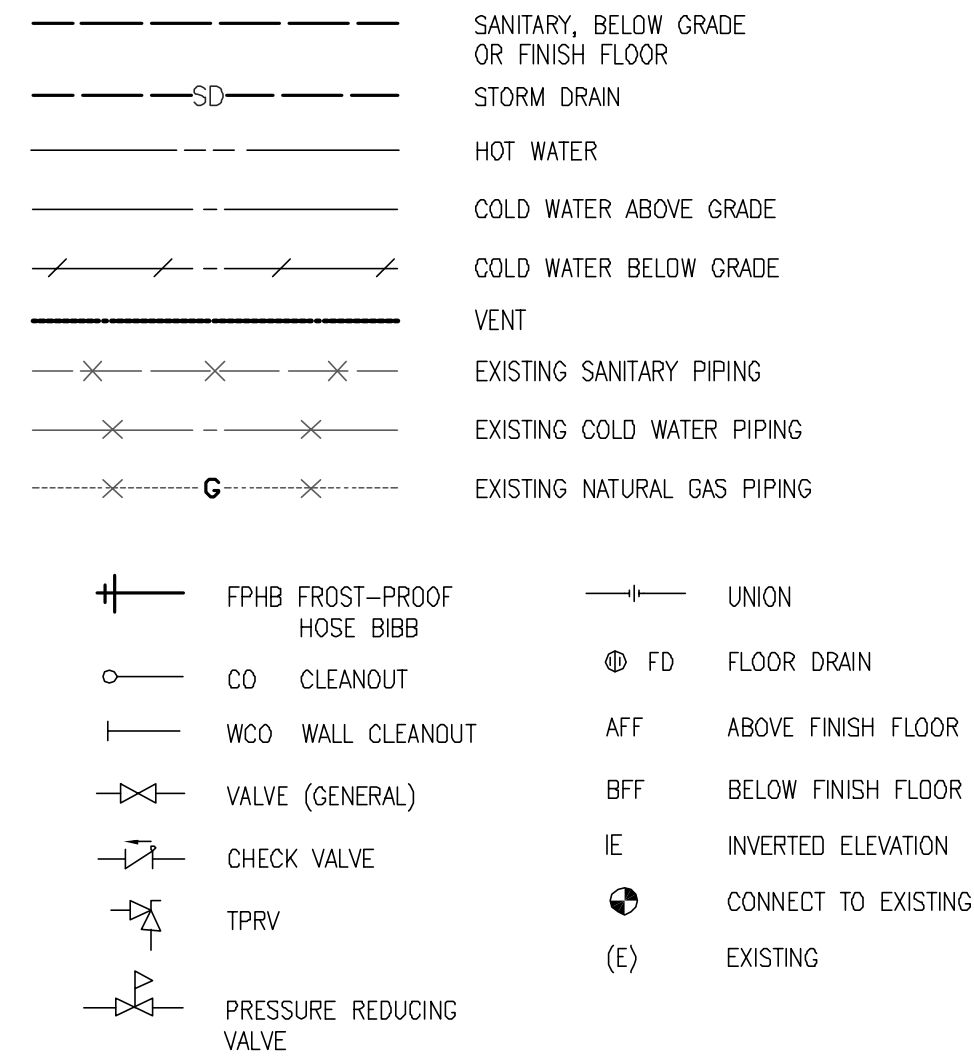 SANITARY, BELOW GRADE
OR FINISH FLOOR
SD
STORM DRAIN
HOT WATER
COLD WATER ABOVE GRADE
COLD WATER BELOW GRADE
VENT
EXISTING SANITARY PIPING
EXISTING COLD WATER PIPING
G
EXISTING NATURAL GAS PIPING
FPHB FROST-PROOF
HOSE BIBB
CO CLEANOUT
WCO WALL CLEANOUT
VALVE (GENERAL)
CHECK VALVE
TPRV
PRESSURE REDUCING
VALVE
UNION
FD FLOOR DRAIN
AFF ABOVE FINISH FLOOR
BFF BELOW FINISH FLOOR
IE INVERTED ELEVATION
CONNECT TO EXISTING
(E) EXISTING